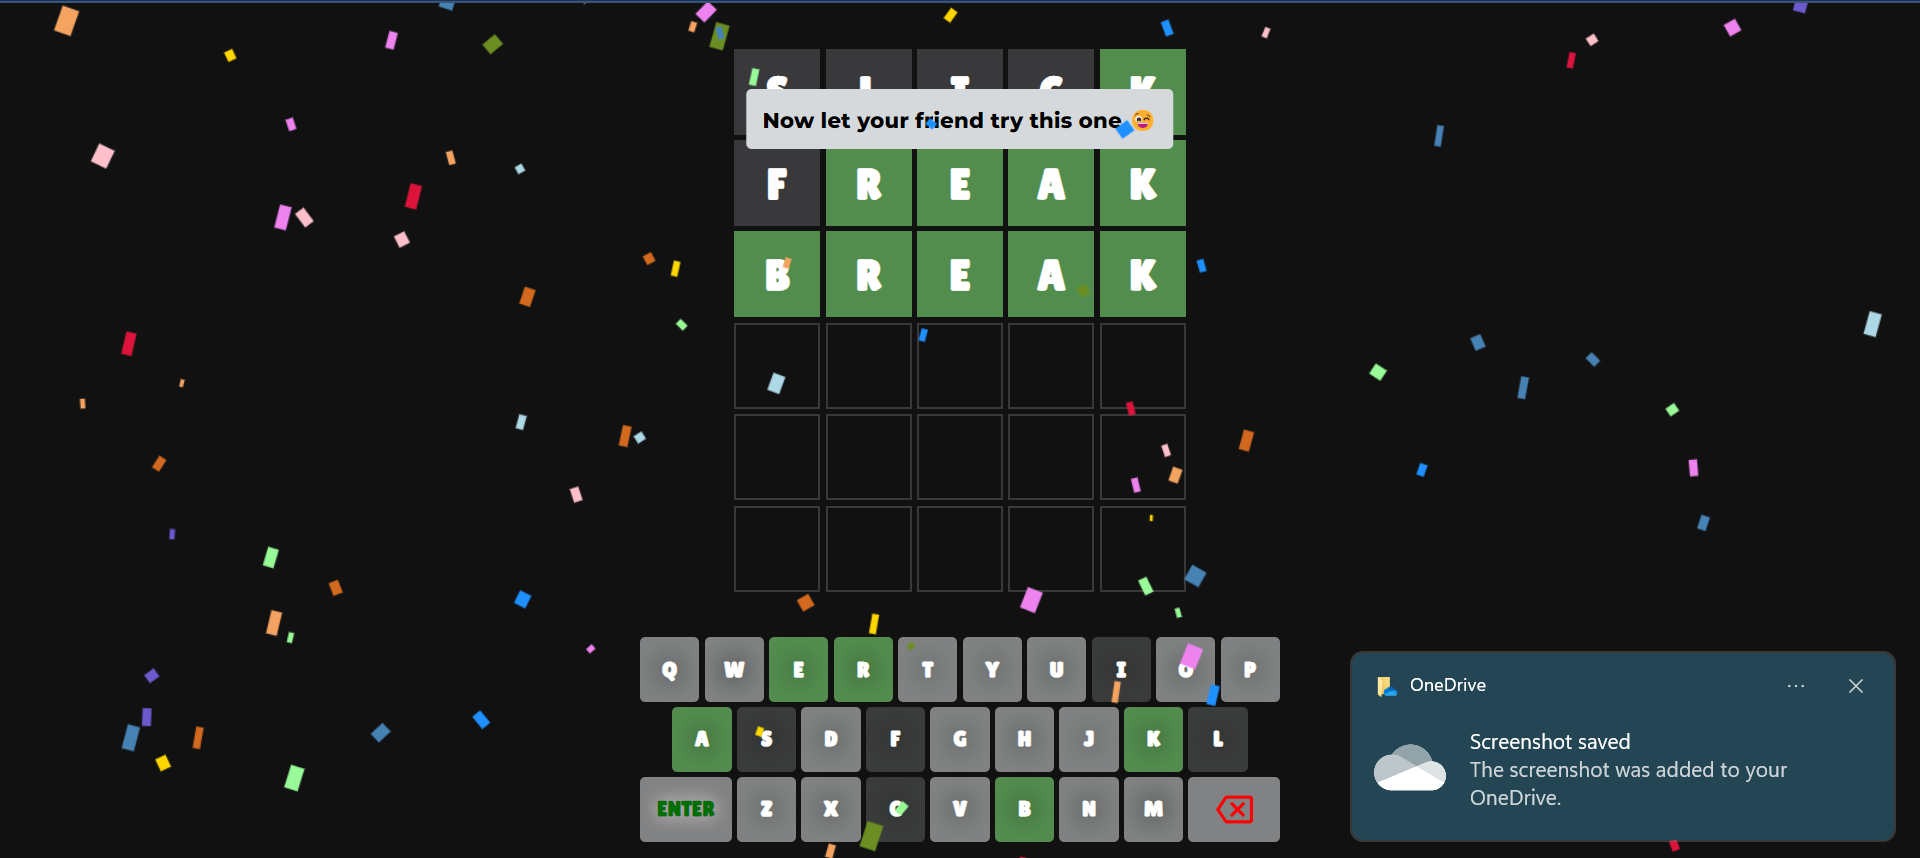 S L I C K
Now let your friend try this one 😜
F R E A K
B R E A K
Q W E R T Y U I O P
A S D F G H J K L
ENTER Z X C V B N M
OneDrive
Screenshot saved
The screenshot was added to your
OneDrive.